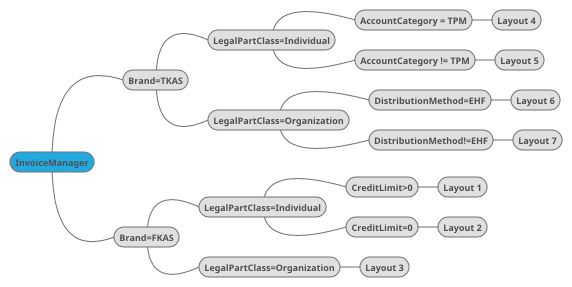 InvoiceManager
Brand=TKAS
LegalPartClass=Individual
AccountCategory = TPM
Layout 4
AccountCategory != TPM
Layout 5
LegalPartClass=Organization
DistributionMethod=EHF
Layout 6
DistributionMethod!=EHF
Layout 7
Brand=FKAS
LegalPartClass=Individual
CreditLimit>0
Layout 1
CreditLimit=0
Layout 2
LegalPartClass=Organization
Layout 3